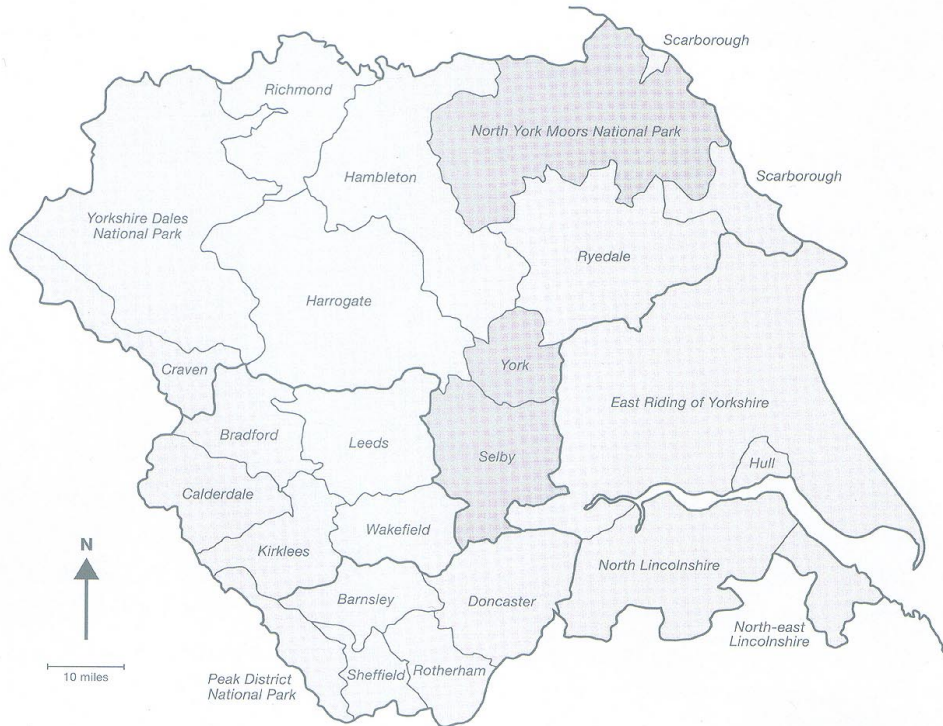 Scarborough
Richmond
North York Moors National Park
Hambleton
Scarborough
Yorkshire Dales
National Park
Ryedale
Harrogate
York
Craven
East Riding of Yorkshire
Bradford
Leeds
Selby
Hull
Calderdale
Wakefield
Kirklees
N
North Lincolnshire
Barnsley
Doncaster
North-east
Lincolnshire
10 miles
Peak District
National Park
Sheffield
Rotherham